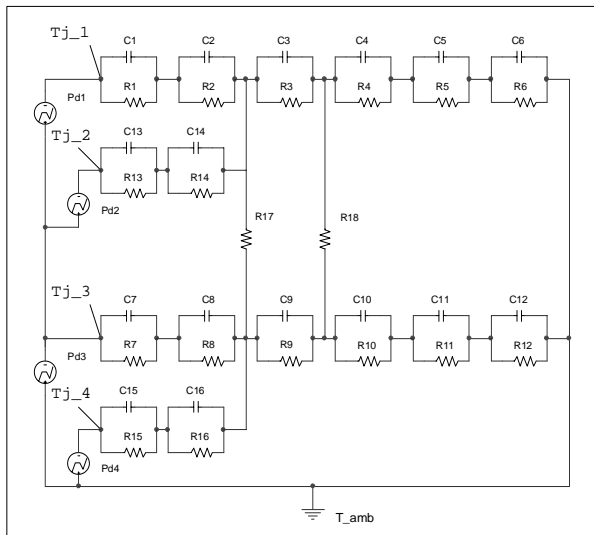 Tj_1
C1 C2 C3 C4 C5 C6
R1 R2 R3 R4 R5 R6
Pd1
Tj_2
C13 C14
R13 R14
Pd2
R17 R18
Tj_3
C7 C8 C9 C10 C11 C12
R7 R8 R9 R10 R11 R12
Pd3
Tj_4
C15 C16
R15 R16
Pd4
T_amb